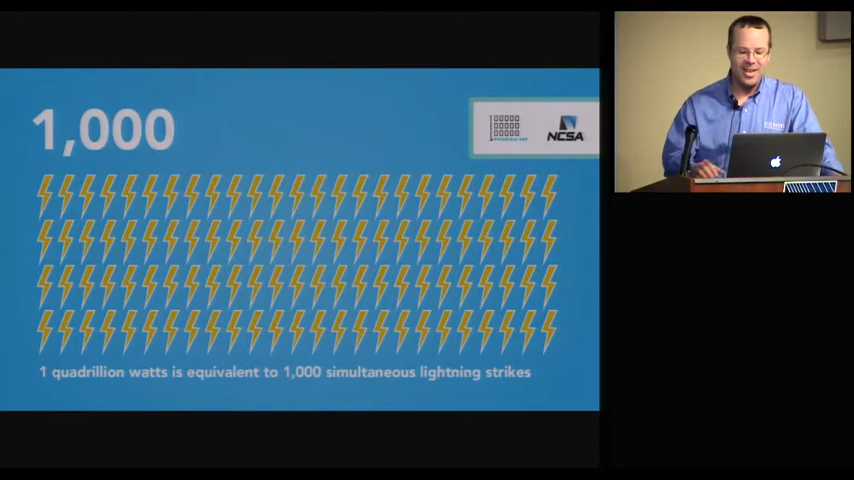 1,000
NCSA
1 quadrillion watts is equivalent to 1,000 simultaneous lightning strikes